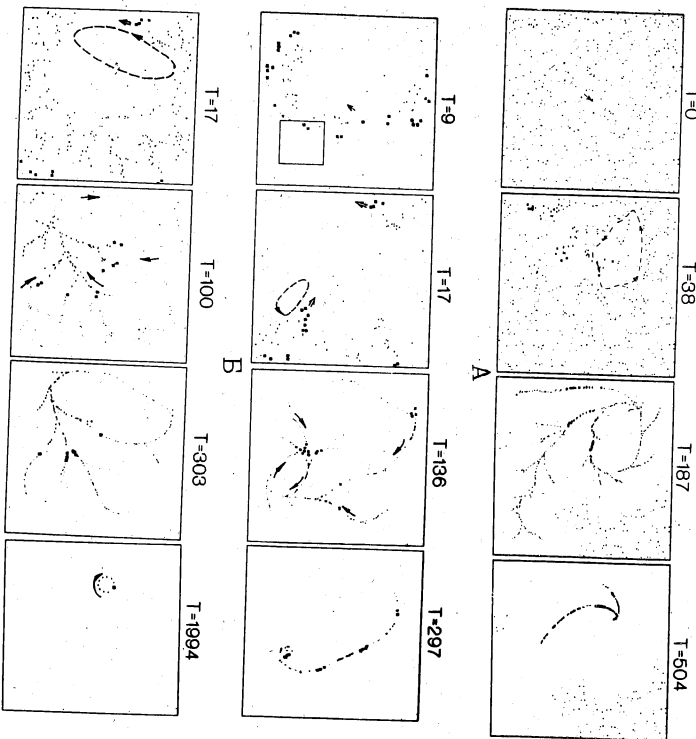 T=0 T=38 T=187 T=504
А
T=9 T=17 T=136 T=297
Б
T=17 T=100 T=303 T=1994